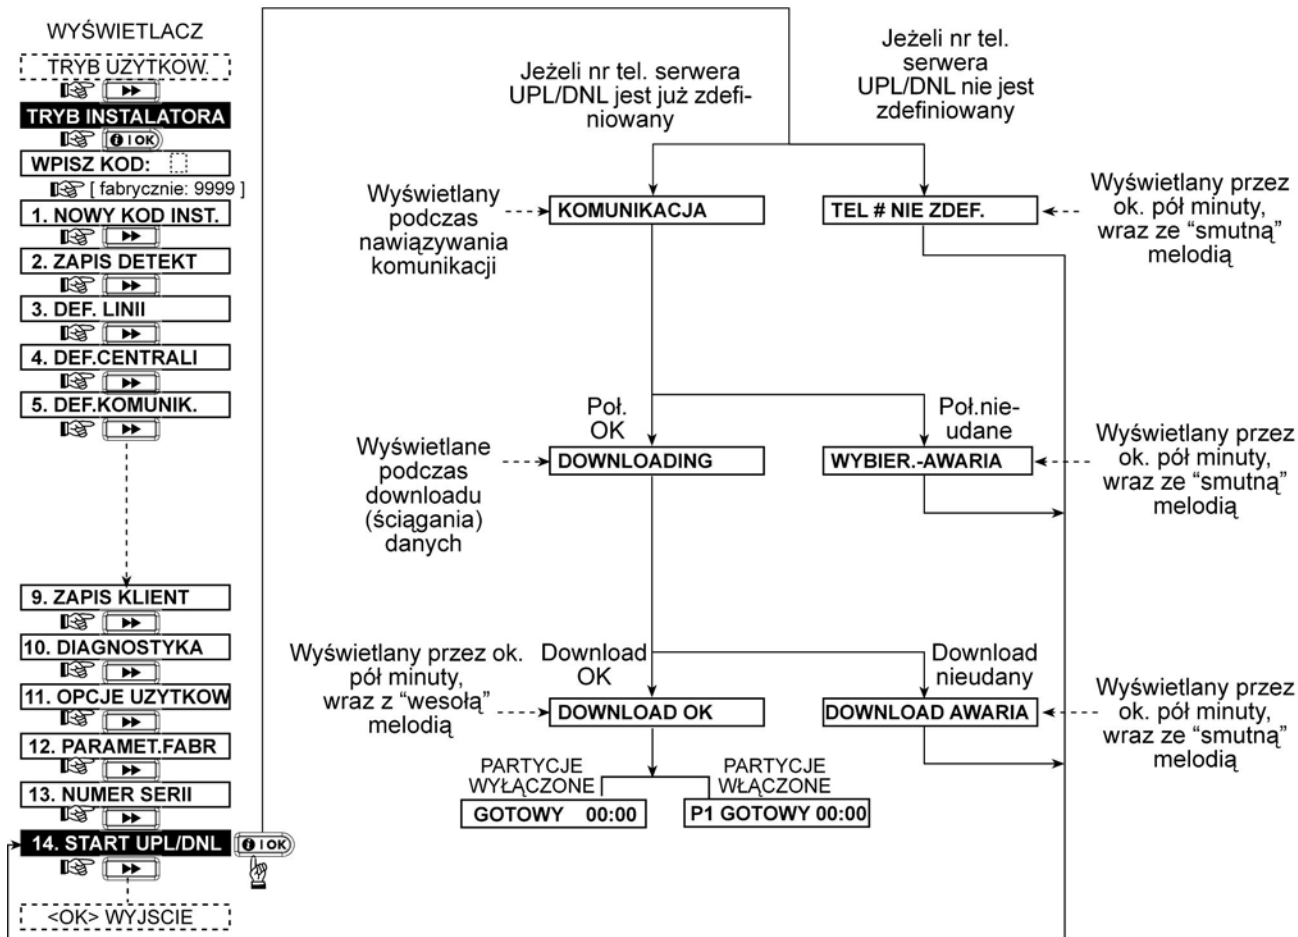 WYŚWIETLACZ
TRYB UZYTKOW.
TRYB INSTALATORA
I OK
WPISZ KOD:
[ fabrycznie: 9999 ]
1. NOWY KOD INST.
2. ZAPIS DETEKT
3. DEF. LINII
4. DEF.CENTRALI
5. DEF.KOMUNIK.
9. ZAPIS KLIENT
10. DIAGNOSTYKA
11. OPCJE UZYTKOW
12. PARAMET.FABR
13. NUMER SERII
14. START UPL/DNL
I OK
<OK> WYJSCIE
Jeżeli nr tel. serwera
UPL/DNL jest już zdefi-
niowany
Jeżeli nr tel.
serwera
UPL/DNL nie jest
zdefiniowany
Wyświetlany
podczas
nawiązywania
komunikacji
KOMUNIKACJA
TEL # NIE ZDEF.
Wyświetlany przez
ok. pół minuty,
wraz ze “smutną”
melodią
Poł.
OK
Poł.nie-
udane
Wyświetlane
podczas
downloadu
(ściągania)
danych
DOWNLOADING
WYBIER.-AWARIA
Wyświetlany przez
ok. pół minuty,
wraz ze “smutną”
melodią
Wyświetlany przez ok.
pół minuty,
wraz z “wesołą”
melodią
Download
OK
Download
nieudany
DOWNLOAD OK
DOWNLOAD AWARIA
Wyświetlany przez
ok. pół minuty,
wraz ze “smutną”
melodią
PARTYCJE
WYŁĄCZONE
PARTYCJE
WŁĄCZONE
GOTOWY 00:00
P1 GOTOWY 00:00